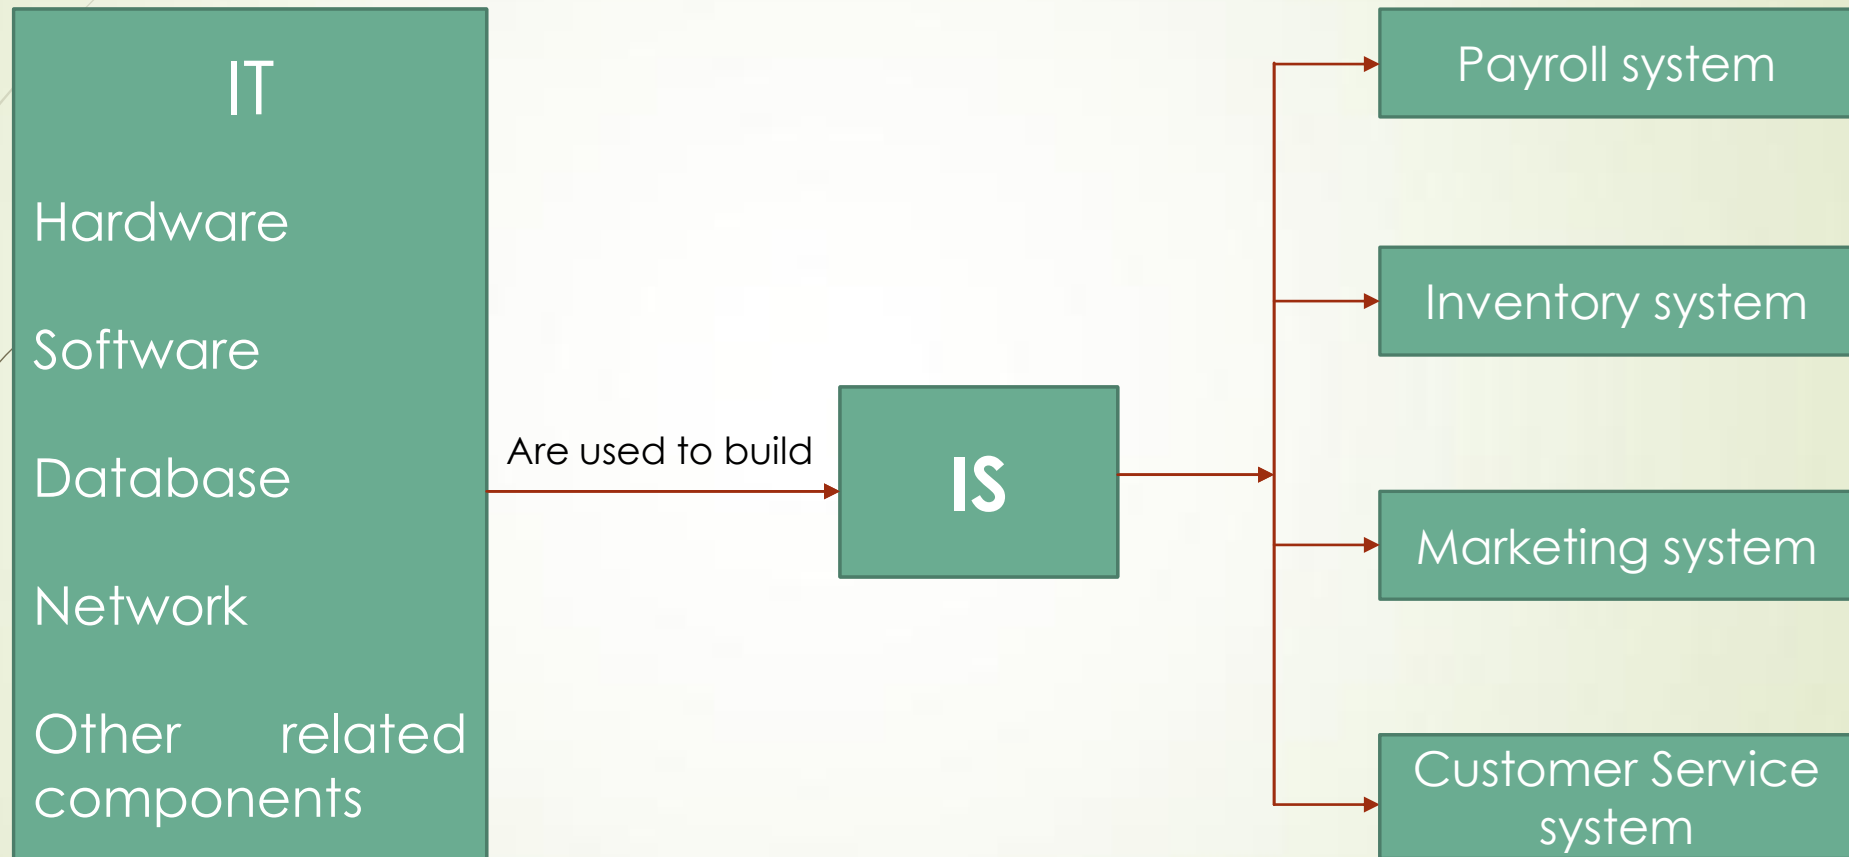 IT
Hardware
Software
Database
Network
Other related
components
Are used to build
IS
Payroll system
Inventory system
Marketing system
Customer Service
system